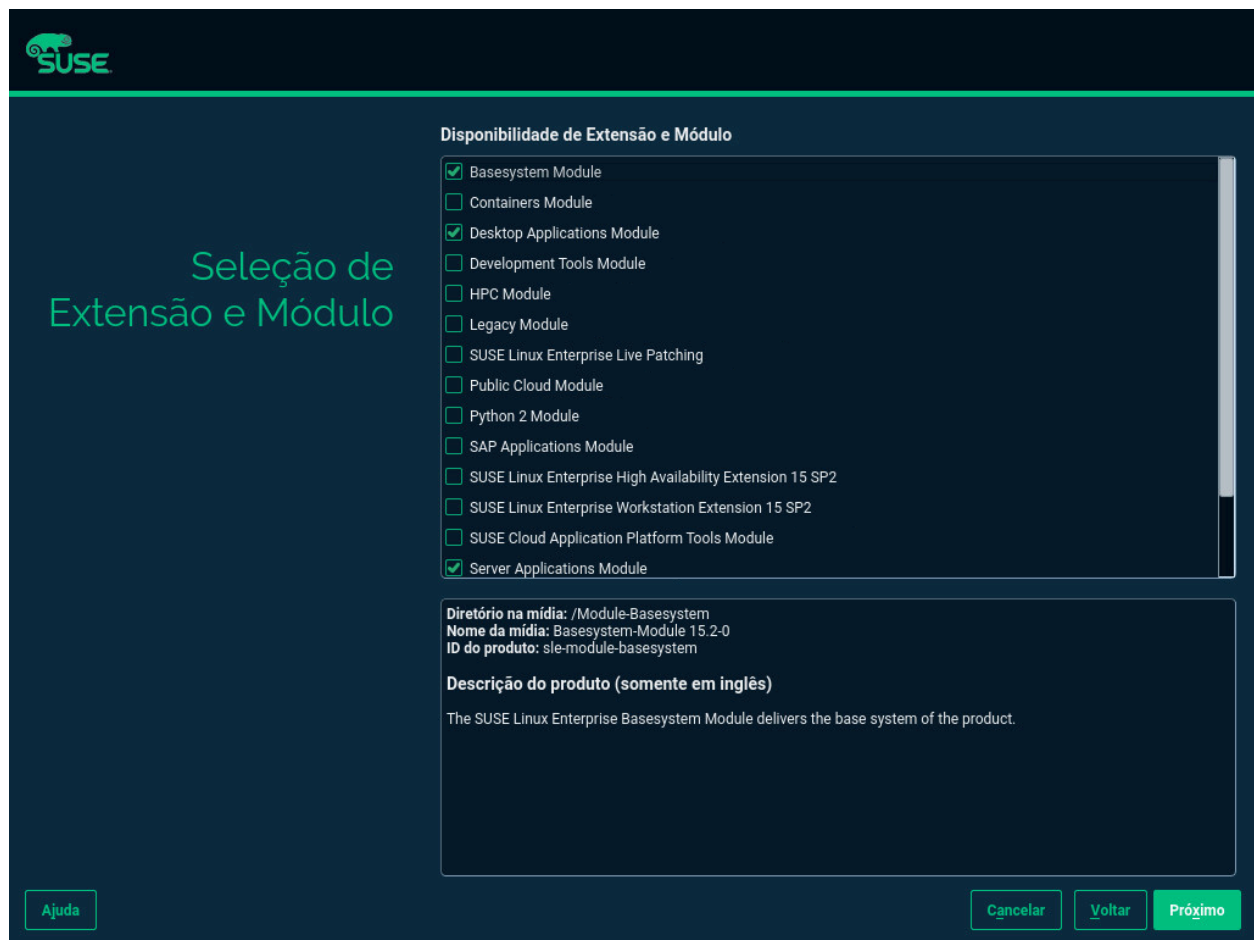 SUSE
Disponibilidade de Extensão e Módulo
Basesystem Module
Containers Module
Desktop Applications Module
Seleção de
Extensão e Módulo
Development Tools Module
HPC Module
Legacy Module
SUSE Linux Enterprise Live Patching
Public Cloud Module
Python 2 Module
SAP Applications Module
SUSE Linux Enterprise High Availability Extension 15 SP2
SUSE Linux Enterprise Workstation Extension 15 SP2
SUSE Cloud Application Platform Tools Module
Server Applications Module
Diretório na mídia: /Module-Basesystem
Nome da mídia: Basesystem-Module 15.2-0
ID do produto: sle-module-basesystem
Descrição do produto (somente em inglês)
The SUSE Linux Enterprise Basesystem Module delivers the base system of the product.
Ajuda
Cancelar
Voltar
Próximo